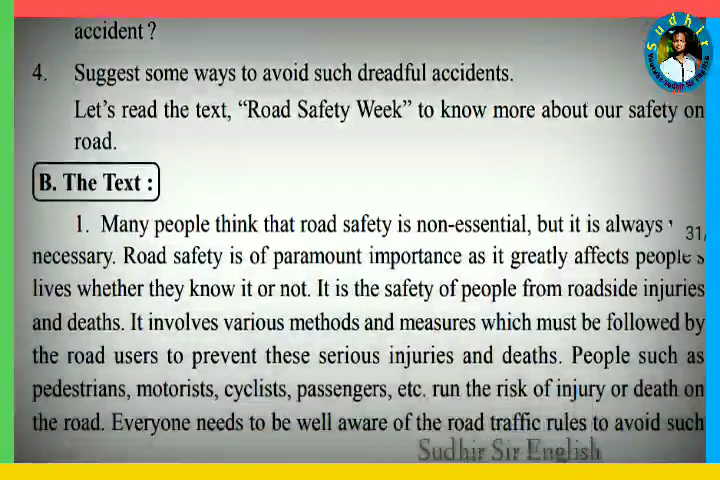 accident ?
4. Suggest some ways to avoid such dreadful accidents.
Let's read the text, “Road Safety Week” to know more about our safety on
road.
B. The Text :
1. Many people think that road safety is non-essential, but it is always
31
necessary. Road safety is of paramount importance as it greatly affects people's
lives whether they know it or not. It is the safety of people from roadside injuries
and deaths. It involves various methods and measures which must be followed by
the road users to prevent these serious injuries and deaths. People such as
pedestrians, motorists, cyclists, passengers, etc. run the risk of injury or death on
the road. Everyone needs to be well aware of the road traffic rules to avoid such
Sudhir Sir English
Sudhir
Sudhir Sir English